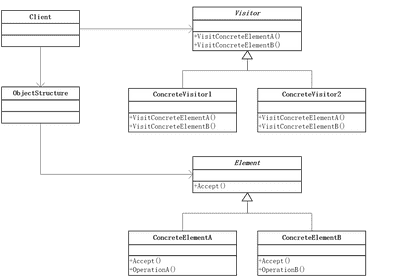 Client
Visitor
+VisitConcreteElementA()
+VisitConcreteElementB()
ObjectStructure
ConcreteVisitor1
+VisitConcreteElementA()
+VisitConcreteElementB()
ConcreteVisitor2
+VisitConcreteElementA()
+VisitConcreteElementB()
Element
+Accept()
ConcreteElementA
+Accept()
+OperationA()
ConcreteElementB
+Accept()
+OperationB()